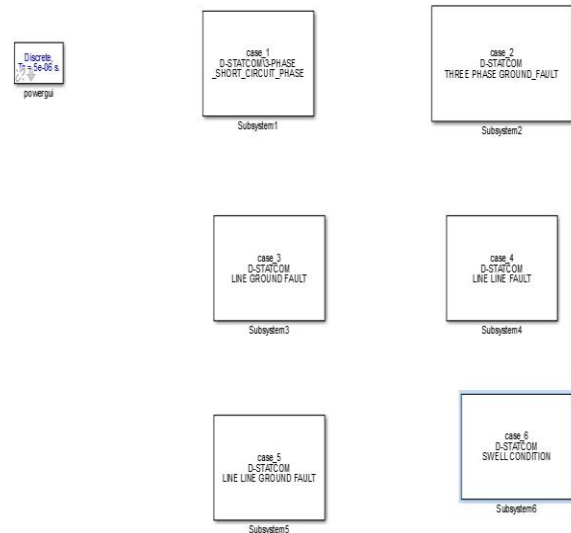 Discrete,
Ts = 5e-06 s.
powergui
case_1
D-STATCOM\3-PHASE
_SHORT_CIRCUIT_PHASE
Subsystem1
case_2
D-STATCOM
THREE PHASE GROUND_FAULT
Subsystem2
case_3
D-STATCOM
LINE GROUND FAULT
Subsystem3
case_4
D-STATCOM
LINE LINE FAULT
Subsystem4
case_5
D-STATCOM
LINE LINE GROUND FAULT
Subsystem5
case_6
D-STATCOM
SWELL CONDITION
Subsystem6